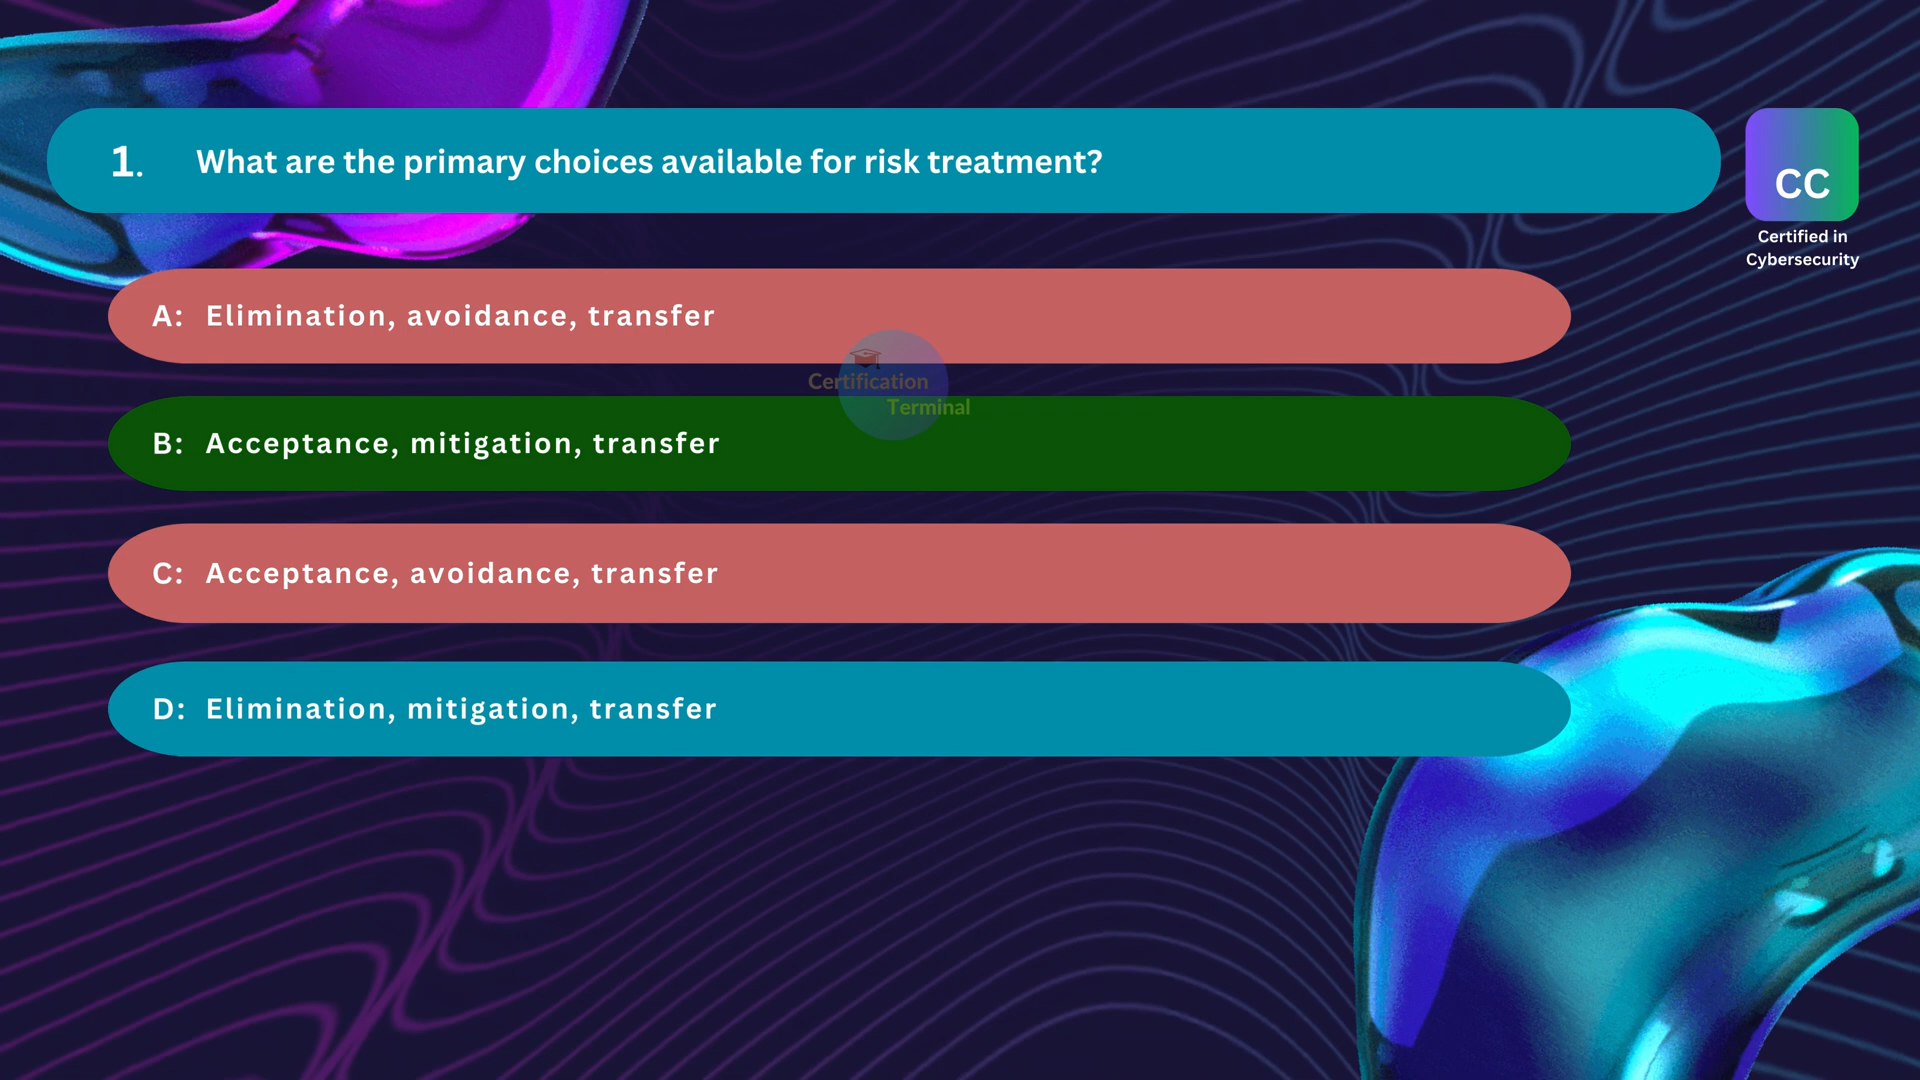 1. What are the primary choices available for risk treatment?
CC
Certified in
Cybersecurity
A: Elimination, avoidance, transfer
Certification
Terminal
B: Acceptance, mitigation, transfer
C: Acceptance, avoidance, transfer
D: Elimination, mitigation, transfer